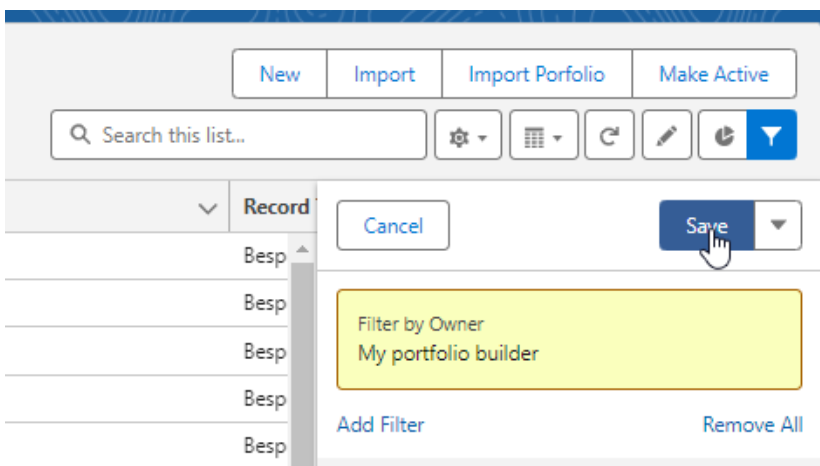 New Import Import Porfolio Make Active
Search this list...
Record
Cancel Save
Besp
Filter by Owner
Besp
My portfolio builder
Besp
Besp
Add Filter Remove All
Besp